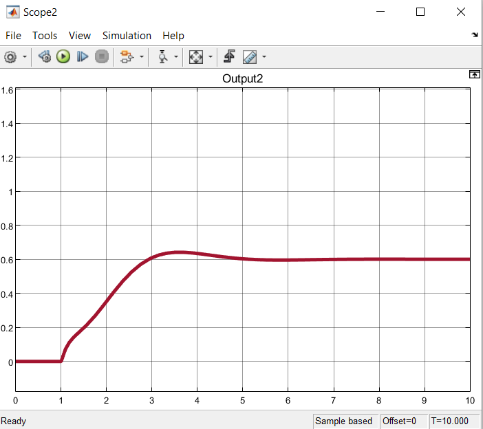 Scope2
File Tools View Simulation Help
Output2
1.6
1.4
1.2
1
0.8
0.6
0.4
0.2
0
0 1 2 3 4 5 6 7 8 9 10
Ready Sample based Offset=0 T=10.000